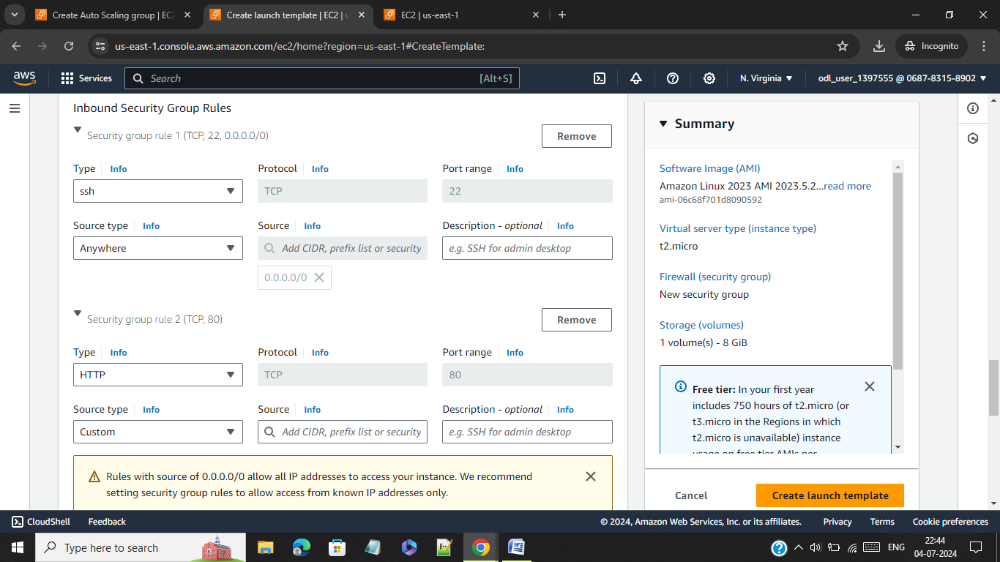 Create Auto Scaling group | EC2
Create launch template | EC2 | u
EC2 | us-east-1
us-east-1.console.aws.amazon.com/ec2/home?region=us-east-1#CreateTemplate:
Incognito
aws
Services
Search
[Alt+S]
N. Virginia
odl_user_1397555 @ 0687-8315-8902
Inbound Security Group Rules
Security group rule 1 (TCP, 22, 0.0.0.0/0)
Remove
Type Info
Protocol Info
Port range Info
ssh
TCP
22
Source type Info
Source Info
Description - optional Info
Anywhere
Add CIDR, prefix list or security
e.g. SSH for admin desktop
0.0.0.0/0
Security group rule 2 (TCP, 80)
Remove
Type Info
Protocol Info
Port range Info
HTTP
TCP
80
Source type Info
Source Info
Description - optional Info
Custom
Add CIDR, prefix list or security
e.g. SSH for admin desktop
Rules with source of 0.0.0.0/0 allow all IP addresses to access your instance. We recommend
setting security group rules to allow access from known IP addresses only.
Summary
Software Image (AMI)
Amazon Linux 2023 AMI 2023.5.2...read more
ami-06c68f701d8090592
Virtual server type (instance type)
t2.micro
Firewall (security group)
New security group
Storage (volumes)
1 volume(s) - 8 GiB
Free tier: In your first year
includes 750 hours of t2.micro (or
t3.micro in the Regions in which
t2.micro is unavailable) instance
usage on free tier AMIs per
Cancel
Create launch template
CloudShell
Feedback
© 2024, Amazon Web Services, Inc. or its affiliates.
Privacy
Terms
Cookie preferences
Type here to search
ENG
22:44
04-07-2024